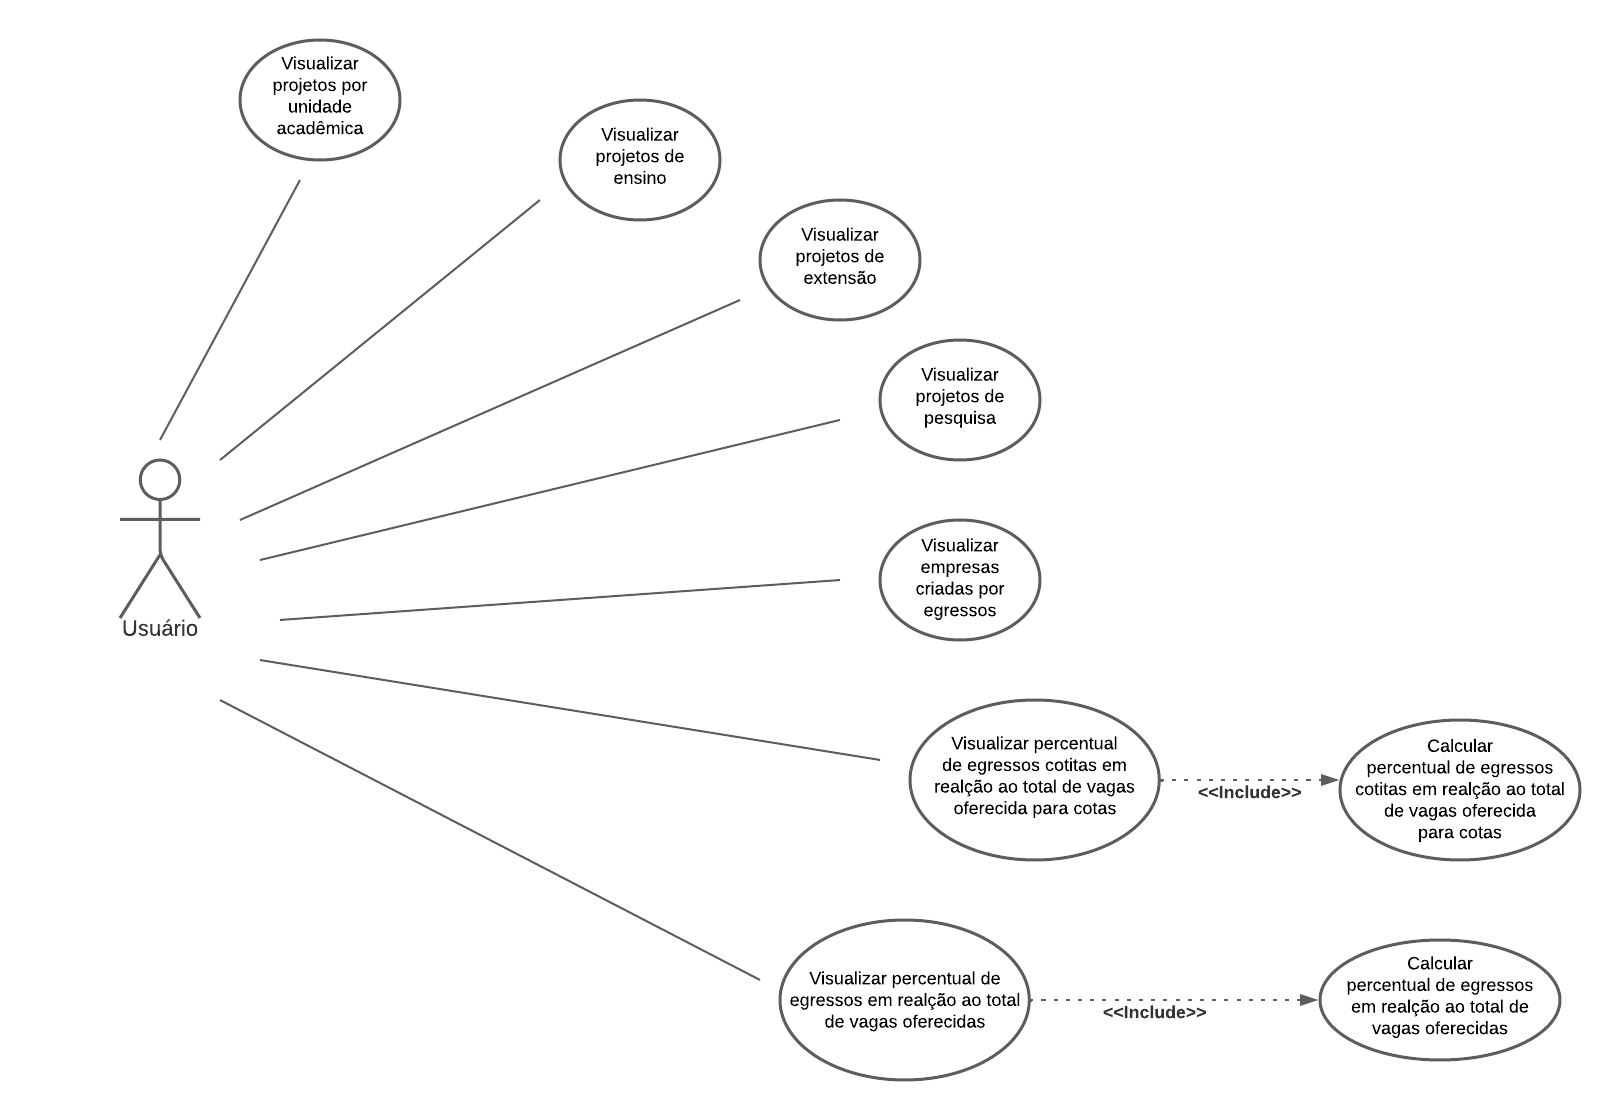 Visualizar
projetos por
unidade
acadêmica
Visualizar
projetos de
ensino
Visualizar
projetos de
extensão
Visualizar
projetos de
pesquisa
Visualizar
empresas
criadas por
egressos
Usuário
Visualizar percentual
de egressos cotitas em
realção ao total de vagas
oferecida para cotas
<<Include>>
Calcular
percentual de egressos
cotitas em realção ao total
de vagas oferecida
para cotas
Visualizar percentual de
egressos em realção ao total
de vagas oferecidas
<<Include>>
Calcular
percentual de egressos
em realção ao total de
vagas oferecidas